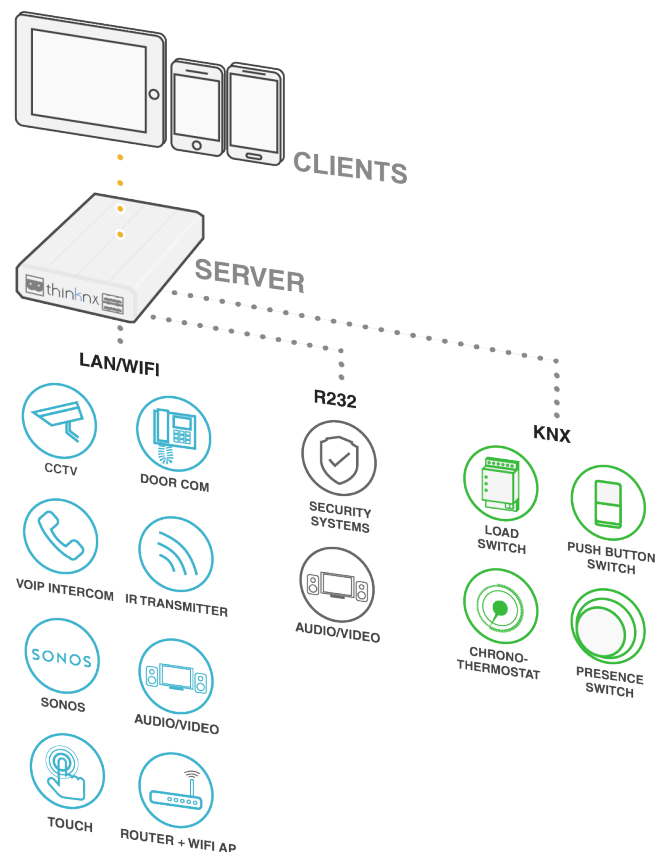 CLIENTS
SERVER
thinknx
LAN/WIFI
R232
KNX
CCTV
DOOR COM
SECURITY
SYSTEMS
LOAD
SWITCH
PUSH BUTTON
SWITCH
VOIP INTERCOM
IR TRANSMITTER
AUDIO/VIDEO
CHRONO-
THERMOSTAT
PRESENCE
SWITCH
SONOS
SONOS
AUDIO/VIDEO
TOUCH
ROUTER + WIFI AP